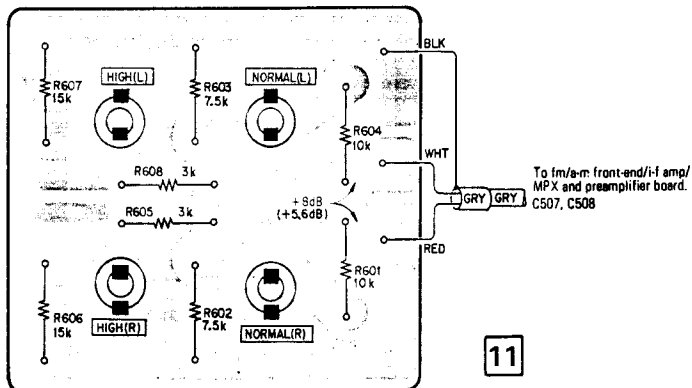 BLK
HIGH(L)
NORMAL(L)
R607
15k
R603
7.5k
R604
10k
WHT
R608 3k
To fm/a-m front-end/i-f amp/
MPX and preamplifier board.
C507, C508
GRY GRY
R605 3k
+8dB
(+5.6dB)
RED
R601
10k
R606
15k
HIGH(R)
R602
7.5k
NORMAL(R)
11